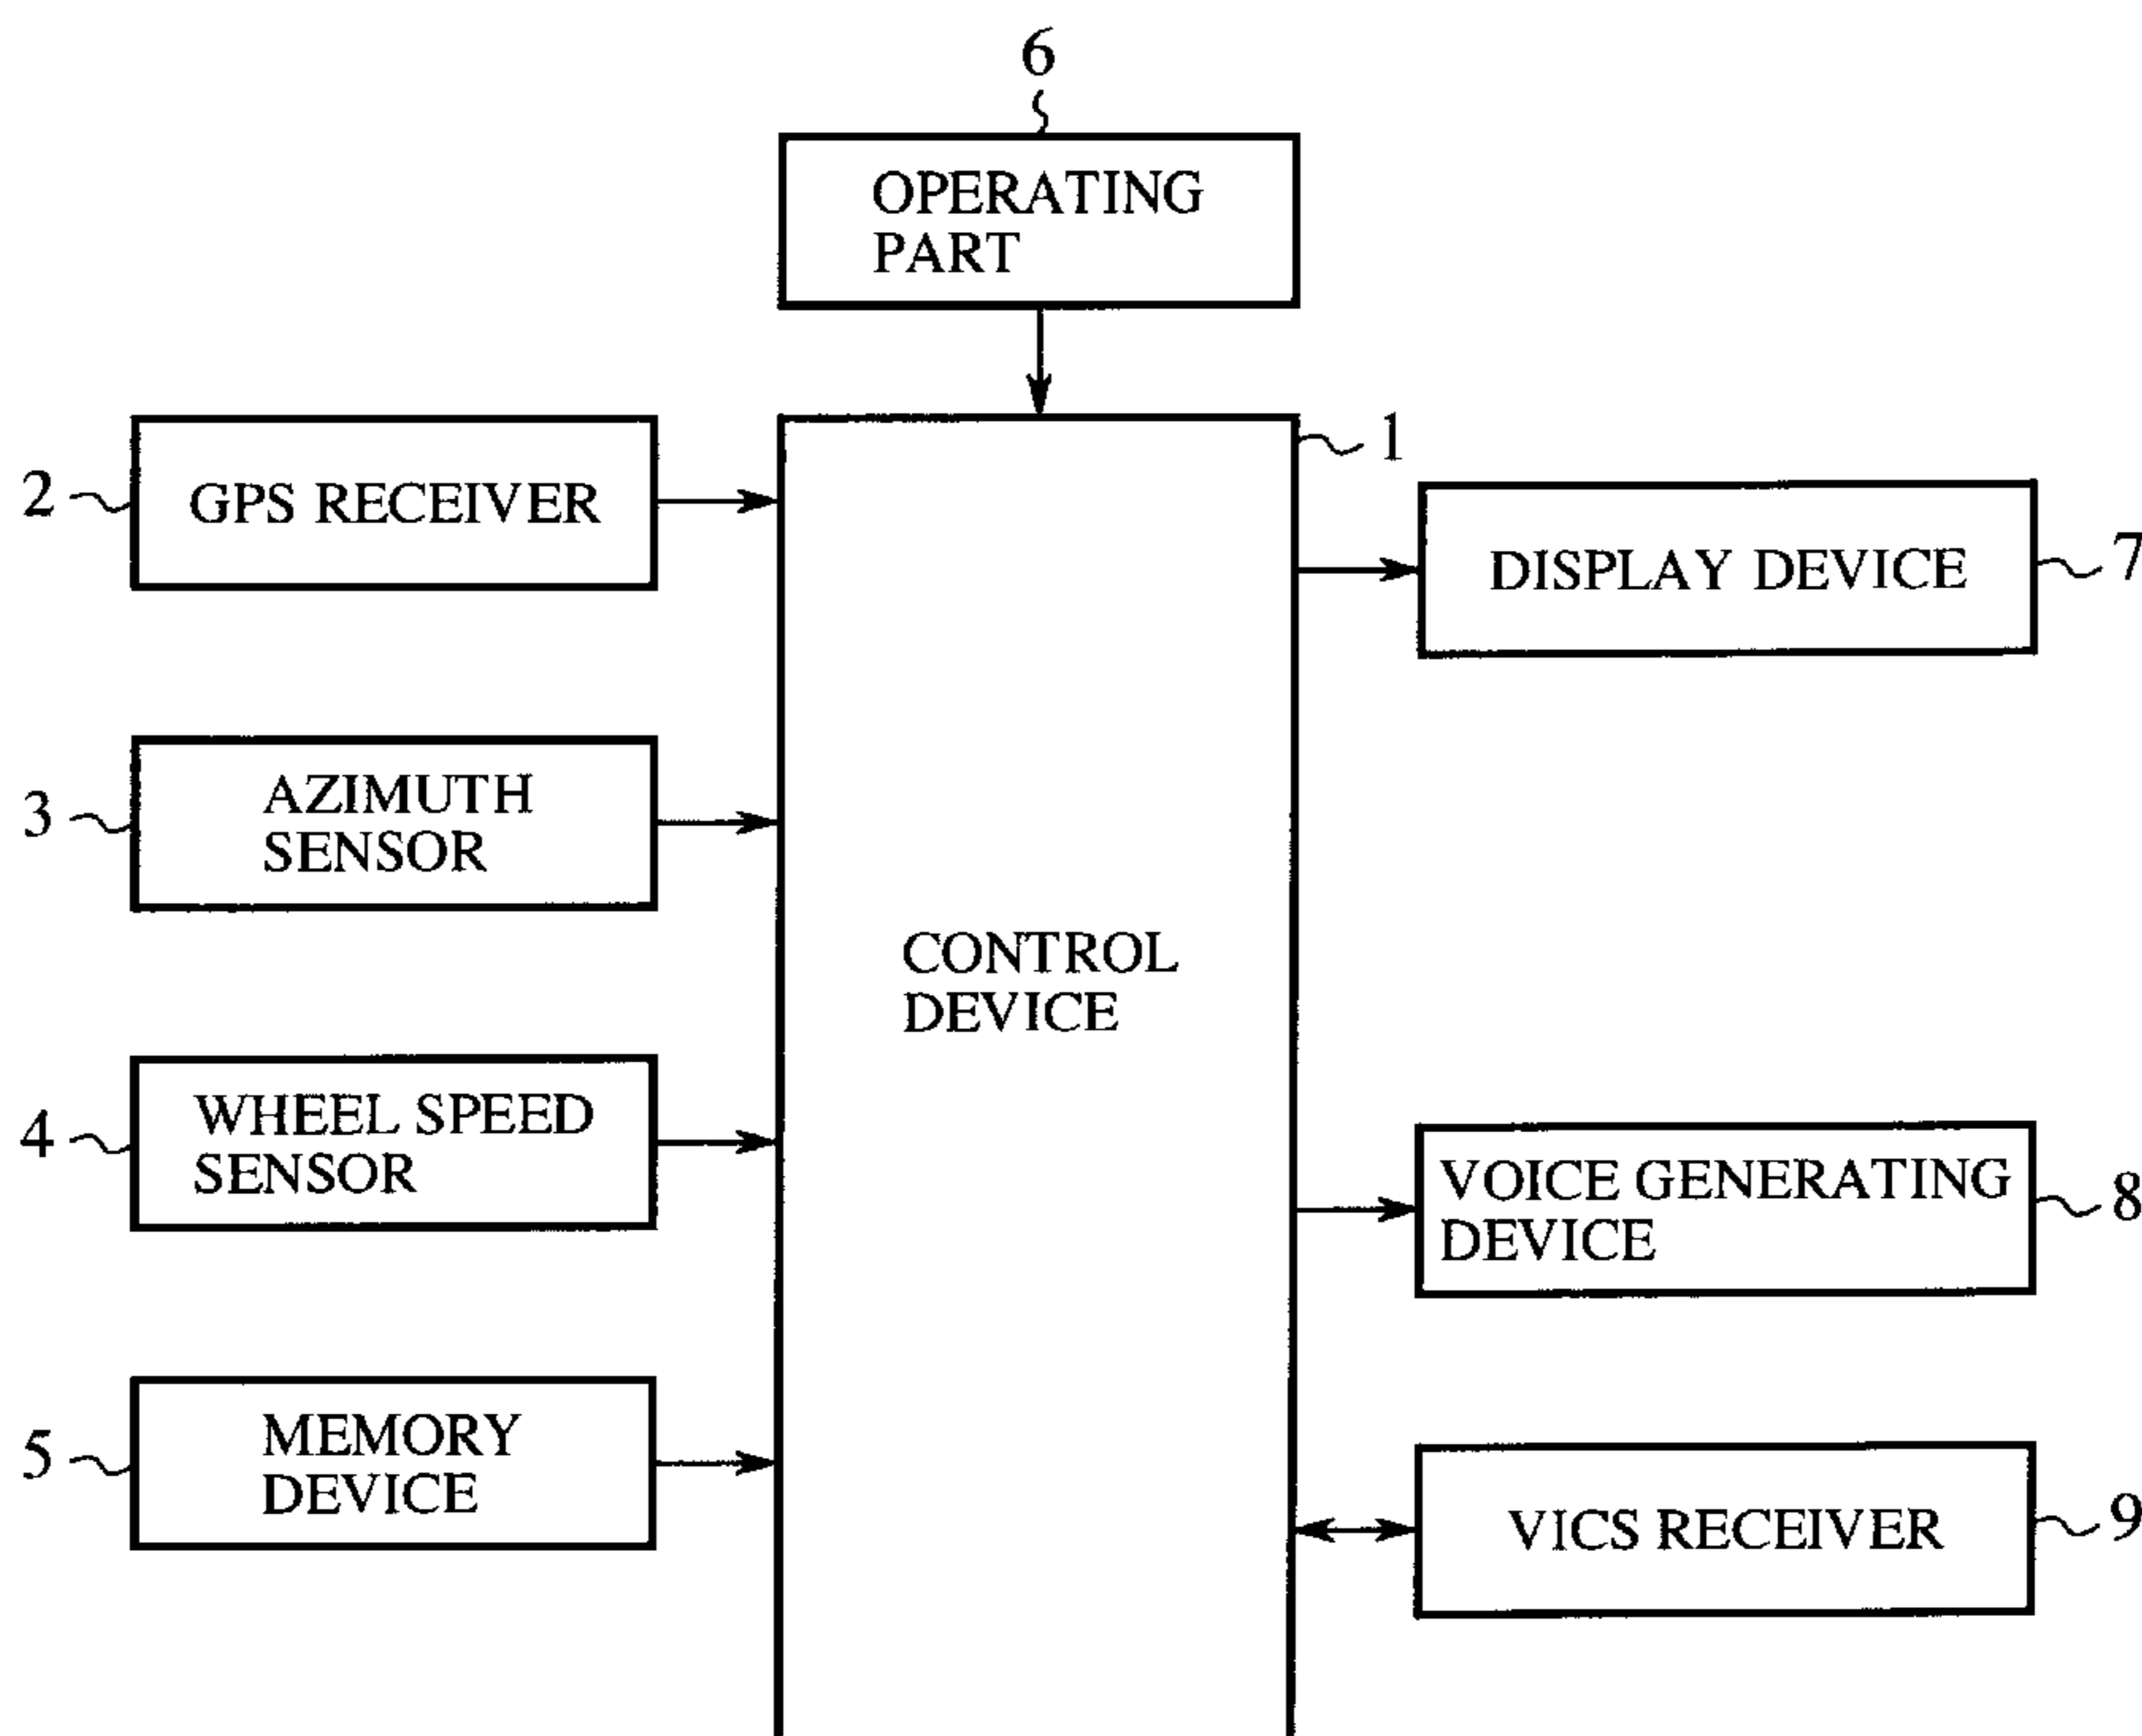 6
OPERATING
PART
1
2
GPS RECEIVER
7
DISPLAY DEVICE
3
AZIMUTH
SENSOR
CONTROL
DEVICE
4
WHEEL SPEED
SENSOR
8
VOICE GENERATING
DEVICE
5
MEMORY
DEVICE
9
VICS RECEIVER